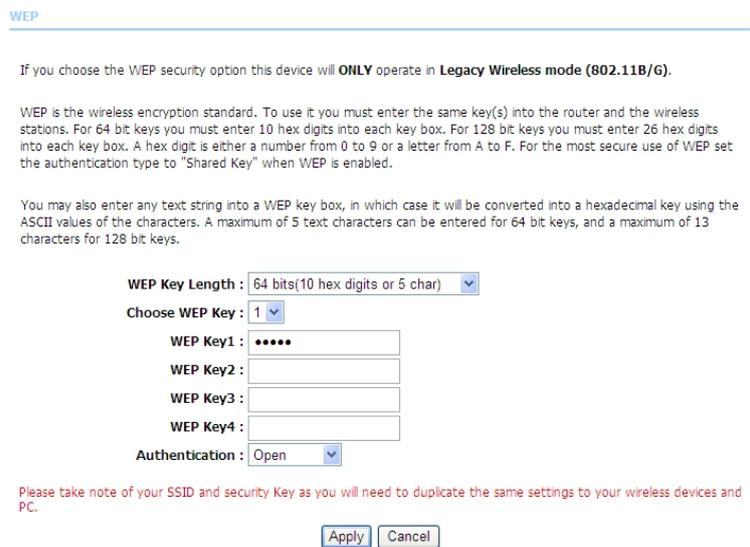 WEP
If you choose the WEP security option this device will ONLY operate in Legacy Wireless mode (802.11B/G).
WEP is the wireless encryption standard. To use it you must enter the same key(s) into the router and the wireless
stations. For 64 bit keys you must enter 10 hex digits into each key box. For 128 bit keys you must enter 26 hex digits
into each key box. A hex digit is either a number from 0 to 9 or a letter from A to F. For the most secure use of WEP set
the authentication type to "Shared Key" when WEP is enabled.
You may also enter any text string into a WEP key box, in which case it will be converted into a hexadecimal key using the
ASCII values of the characters. A maximum of 5 text characters can be entered for 64 bit keys, and a maximum of 13
characters for 128 bit keys.
WEP Key Length : 64 bits(10 hex digits or 5 char)
Choose WEP Key : 1
WEP Key1 : •••••
WEP Key2 :
WEP Key3 :
WEP Key4 :
Authentication : Open
Please take note of your SSID and security Key as you will need to duplicate the same settings to your wireless devices and
PC.
Apply Cancel